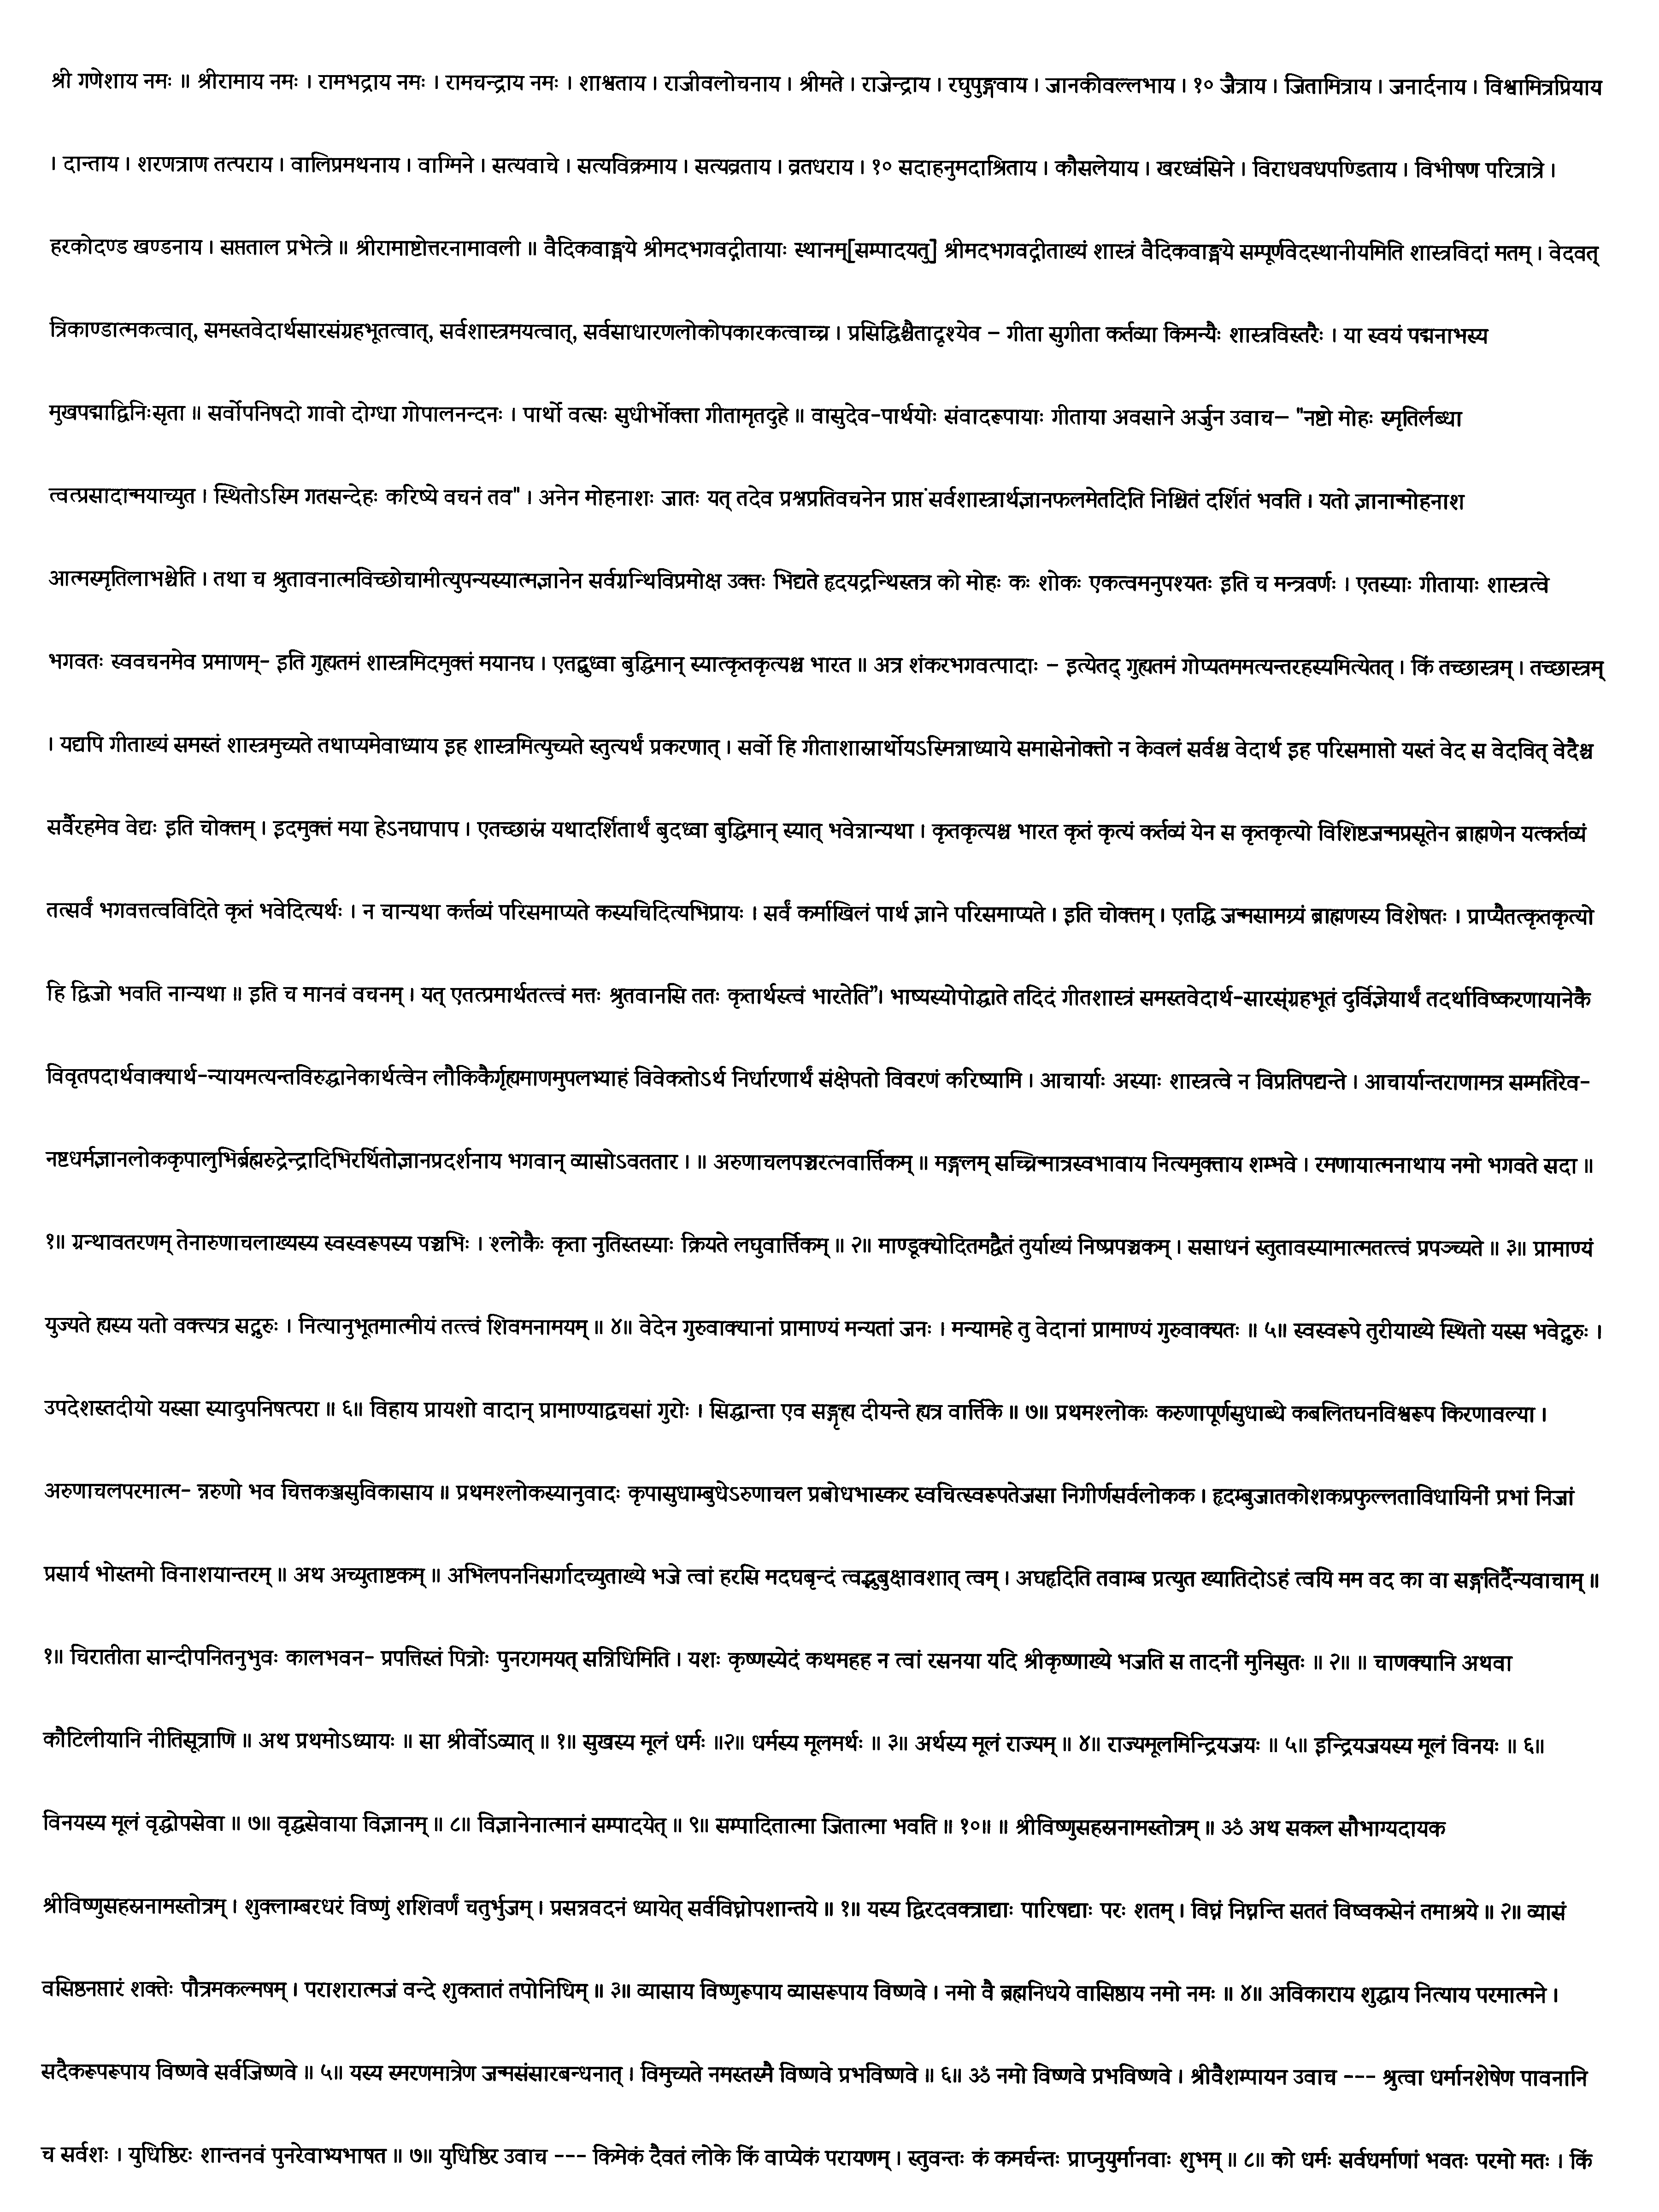 श्री गणेशाय नमः ॥ श्रीरामाय नमः । रामभद्राय नमः । रामचन्द्राय नमः । शाश्वताय । राजीवलोचनाय । श्रीमते । राजेन्द्राय । रघुपुङ्गवाय । जानकीवल्लभाय । १० जैत्राय । जितामित्राय । जनार्दनाय । विश्वामित्रप्रियाय
। दान्ताय । शरणत्राण तत्पराय । वालिप्रमथनाय । वाग्मिने । सत्यवाचे । सत्यविक्रमाय । सत्यव्रताय । व्रतधराय । १० सदाहनुमदाश्रिताय । कौसलेयाय । खरध्वंसिने । विराधवधपण्डिताय । विभीषण परित्रात्रे ।
हरकोदण्ड खण्डनाय । सप्तताल प्रभेत्त्रे ॥ श्रीरामाष्टोत्तरनामावली ॥ वैदिकवाङ्मये श्रीमदभगवद्गीतायाः स्थानम्[सम्पादयतु] श्रीमदभगवद्गीताख्यं शास्त्रं वैदिकवाङ्मये सम्पूर्णवेदस्थानीयमिति शास्त्रविदां मतम् । वेदवत्
त्रिकाण्डात्मकत्वात्, समस्तवेदार्थसारसंग्रहभूतत्वात्, सर्वशास्त्रमयत्वात्, सर्वसाधारणलोकोपकारकत्वाच्च । प्रसिद्धिश्चैतादृश्येव – गीता सुगीता कर्तव्या किमन्यैः शास्त्रविस्तरैः । या स्वयं पद्मनाभस्य
मुखपद्माद्विनिःसृता ॥ सर्वोपनिषदो गावो दोग्धा गोपालनन्दनः । पार्थो वत्सः सुधीर्भोक्ता गीतामृतदुहे ॥ वासुदेव-पार्थयोः संवादरूपायाः गीताया अवसाने अर्जुन उवाच– "नष्टो मोहः स्मृतिर्लब्धा
त्वत्प्रसादान्मयाच्युत । स्थितोऽस्मि गतसन्देहः करिष्ये वचनं तव" । अनेन मोहनाशः जातः यत् तदेव प्रश्नप्रतिवचनेन प्राप्तं सर्वशास्त्रार्थज्ञानफलमेतदिति निश्चितं दर्शितं भवति । यतो ज्ञानान्मोहनाश
आत्मस्मृतिलाभश्चेति । तथा च श्रुतावनात्मविच्छोचामीत्युपन्यस्यात्मज्ञानेन सर्वग्रन्थिविप्रमोक्ष उक्तः भिद्यते हृदयद्रन्थिस्तत्र को मोहः कः शोकः एकत्वमनुपश्यतः इति च मन्त्रवर्णः । एतस्याः गीतायाः शास्त्रत्वे
भगवतः स्ववचनमेव प्रमाणम्- इति गुह्यतमं शास्त्रमिदमुक्तं मयानघ । एतद्बुध्वा बुद्धिमान् स्यात्कृतकृत्यश्च भारत ॥ अत्र शंकरभगवत्पादाः – इत्येतद् गुह्यतमं गोप्यतममत्यन्तरहस्यमित्येतत् । किं तच्छास्त्रम् । तच्छास्त्रम्
। यद्यपि गीताख्यं समस्तं शास्त्रमुच्यते तथाप्यमेवाध्याय इह शास्त्रमित्युच्यते स्तुत्यर्थं प्रकरणात् । सर्वो हि गीताशास्रार्थोयऽस्मिन्नाध्याये समासेनोक्तो न केवलं सर्वश्च वेदार्थ इह परिसमाप्तो यस्तं वेद स वेदवित् वेदैश्च
सर्वैरहमेव वेद्यः इति चोक्तम् । इदमुक्तं मया हेऽनघापाप । एतच्छास्रं यथादर्शितार्थं बुदध्वा बुद्धिमान् स्यात् भवेन्नान्यथा । कृतकृत्यश्च भारत कृतं कृत्यं कर्तव्यं येन स कृतकृत्यो विशिष्टजन्मप्रसूतेन ब्राह्मणेन यत्कर्तव्यं
तत्सर्वं भगवत्तत्वविदिते कृतं भवेदित्यर्थः । न चान्यथा कर्त्तव्यं परिसमाप्यते कस्यचिदित्यभिप्रायः । सर्वं कर्माखिलं पार्थ ज्ञाने परिसमाप्यते । इति चोक्तम् । एतद्धि जन्मसामग्र्यं ब्राह्मणस्य विशेषतः । प्राप्यैतत्कृतकृत्यो
हि द्विजो भवति नान्यथा ॥ इति च मानवं वचनम् । यत् एतत्प्रमार्थतत्त्वं मत्तः श्रुतवानसि ततः कृतार्थस्त्वं भारतेति”। भाष्यस्योपोद्घाते तदिदं गीतशास्त्रं समस्तवेदार्थ-सारस्ंग्रहभूतं दुर्विज्ञेयार्थं तदर्थाविष्करणायानेकै
विवृतपदार्थवाक्यार्थ-न्यायमत्यन्तविरुद्धानेकार्थत्वेन लौकिकैर्गृह्यमाणमुपलभ्याहं विवेकतोऽर्थ निर्धारणार्थं संक्षेपतो विवरणं करिष्यामि । आचार्याः अस्याः शास्त्रत्वे न विप्रतिपद्यन्ते । आचार्यान्तराणामत्र सम्मतिरेव-
नष्टधर्मज्ञानलोककृपालुभिर्ब्रह्मरुद्रेन्द्रादिभिरर्थितोज्ञानप्रदर्शनाय भगवान् व्यासोऽवततार । ॥ अरुणाचलपञ्चरत्नवार्त्तिकम् ॥ मङ्गलम् सच्चिन्मात्रस्वभावाय नित्यमुक्ताय शम्भवे । रमणायात्मनाथाय नमो भगवते सदा ॥
१॥ ग्रन्थावतरणम् तेनारुणाचलाख्यस्य स्वस्वरूपस्य पञ्चभिः । श्लोकैः कृता नुतिस्तस्याः क्रियते लघुवार्त्तिकम् ॥ २॥ माण्डूक्योदितमद्वैतं तुर्याख्यं निष्प्रपञ्चकम् । ससाधनं स्तुतावस्यामात्मतत्त्वं प्रपञ्च्यते ॥ ३॥ प्रामाण्यं
युज्यते ह्यस्य यतो वक्त्यत्र सद्गुरुः । नित्यानुभूतमात्मीयं तत्त्वं शिवमनामयम् ॥ ४॥ वेदेन गुरुवाक्यानां प्रामाण्यं मन्यतां जनः । मन्यामहे तु वेदानां प्रामाण्यं गुरुवाक्यतः ॥ ५॥ स्वस्वरूपे तुरीयाख्ये स्थितो यस्स भवेद्गुरुः ।
उपदेशस्तदीयो यस्सा स्यादुपनिषत्परा ॥ ६॥ विहाय प्रायशो वादान् प्रामाण्याद्वचसां गुरोः । सिद्धान्ता एव सङ्गृह्य दीयन्ते ह्यत्र वार्त्तिके ॥ ७॥ प्रथमश्लोकः करुणापूर्णसुधाब्धे कबलितघनविश्वरूप किरणावल्या ।
अरुणाचलपरमात्म- न्नरुणो भव चित्तकञ्जसुविकासाय ॥ प्रथमश्लोकस्यानुवादः कृपासुधाम्बुधेऽरुणाचल प्रबोधभास्कर स्वचित्स्वरूपतेजसा निगीर्णसर्वलोकक । हृदम्बुजातकोशकप्रफुल्लताविधायिनीं प्रभां निजां
प्रसार्य भोस्तमो विनाशयान्तरम् ॥ अथ अच्युताष्टकम् ॥ अभिलपननिसर्गादच्युताख्ये भजे त्वां हरसि मदघबृन्दं त्वद्भुबुक्षावशात् त्वम् । अघहृदिति तवाम्ब प्रत्युत ख्यातिदोऽहं त्वयि मम वद का वा सङ्गतिर्दैन्यवाचाम् ॥
१॥ चिरातीता सान्दीपनितनुभुवः कालभवन- प्रपत्तिस्तं पित्रोः पुनरगमयत् सन्निधिमिति । यशः कृष्णस्येदं कथमहह न त्वां रसनया यदि श्रीकृष्णाख्ये भजति स तादनीं मुनिसुतः ॥ २॥ ॥ चाणक्यानि अथवा
कौटिलीयानि नीतिसूत्राणि ॥ अथ प्रथमोऽध्यायः ॥ सा श्रीर्वोऽव्यात् ॥ १॥ सुखस्य मूलं धर्मः ॥२॥ धर्मस्य मूलमर्थः ॥ ३॥ अर्थस्य मूलं राज्यम् ॥ ४॥ राज्यमूलमिन्द्रियजयः ॥ ५॥ इन्द्रियजयस्य मूलं विनयः ॥ ६॥
विनयस्य मूलं वृद्धोपसेवा ॥ ७॥ वृद्धसेवाया विज्ञानम् ॥ ८॥ विज्ञानेनात्मानं सम्पादयेत् ॥ ९॥ सम्पादितात्मा जितात्मा भवति ॥ १०॥ ॥ श्रीविष्णुसहस्रनामस्तोत्रम् ॥ ॐ अथ सकल सौभाग्यदायक
श्रीविष्णुसहस्रनामस्तोत्रम् । शुक्लाम्बरधरं विष्णुं शशिवर्णं चतुर्भुजम् । प्रसन्नवदनं ध्यायेत् सर्वविघ्नोपशान्तये ॥ १॥ यस्य द्विरदवक्त्राद्याः पारिषद्याः परः शतम् । विघ्नं निघ्नन्ति सततं विष्वकसेनं तमाश्रये ॥ २॥ व्यासं
वसिष्ठनप्तारं शक्तेः पौत्रमकल्मषम् । पराशरात्मजं वन्दे शुकतातं तपोनिधिम् ॥ ३॥ व्यासाय विष्णुरूपाय व्यासरूपाय विष्णवे । नमो वै ब्रह्मनिधये वासिष्ठाय नमो नमः ॥ ४॥ अविकाराय शुद्धाय नित्याय परमात्मने ।
सदैकरूपरूपाय विष्णवे सर्वजिष्णवे ॥ ५॥ यस्य स्मरणमात्रेण जन्मसंसारबन्धनात् । विमुच्यते नमस्तस्मै विष्णवे प्रभविष्णवे ॥ ६॥ ॐ नमो विष्णवे प्रभविष्णवे । श्रीवैशम्पायन उवाच --- श्रुत्वा धर्मानशेषेण पावनानि
च सर्वशः । युधिष्ठिरः शान्तनवं पुनरेवाभ्यभाषत ॥ ७॥ युधिष्ठिर उवाच --- किमेकं दैवतं लोके किं वाप्येकं परायणम् । स्तुवन्तः कं कमर्चन्तः प्राप्नुयुर्मानवाः शुभम् ॥ ८॥ को धर्मः सर्वधर्माणां भवतः परमो मतः । किं